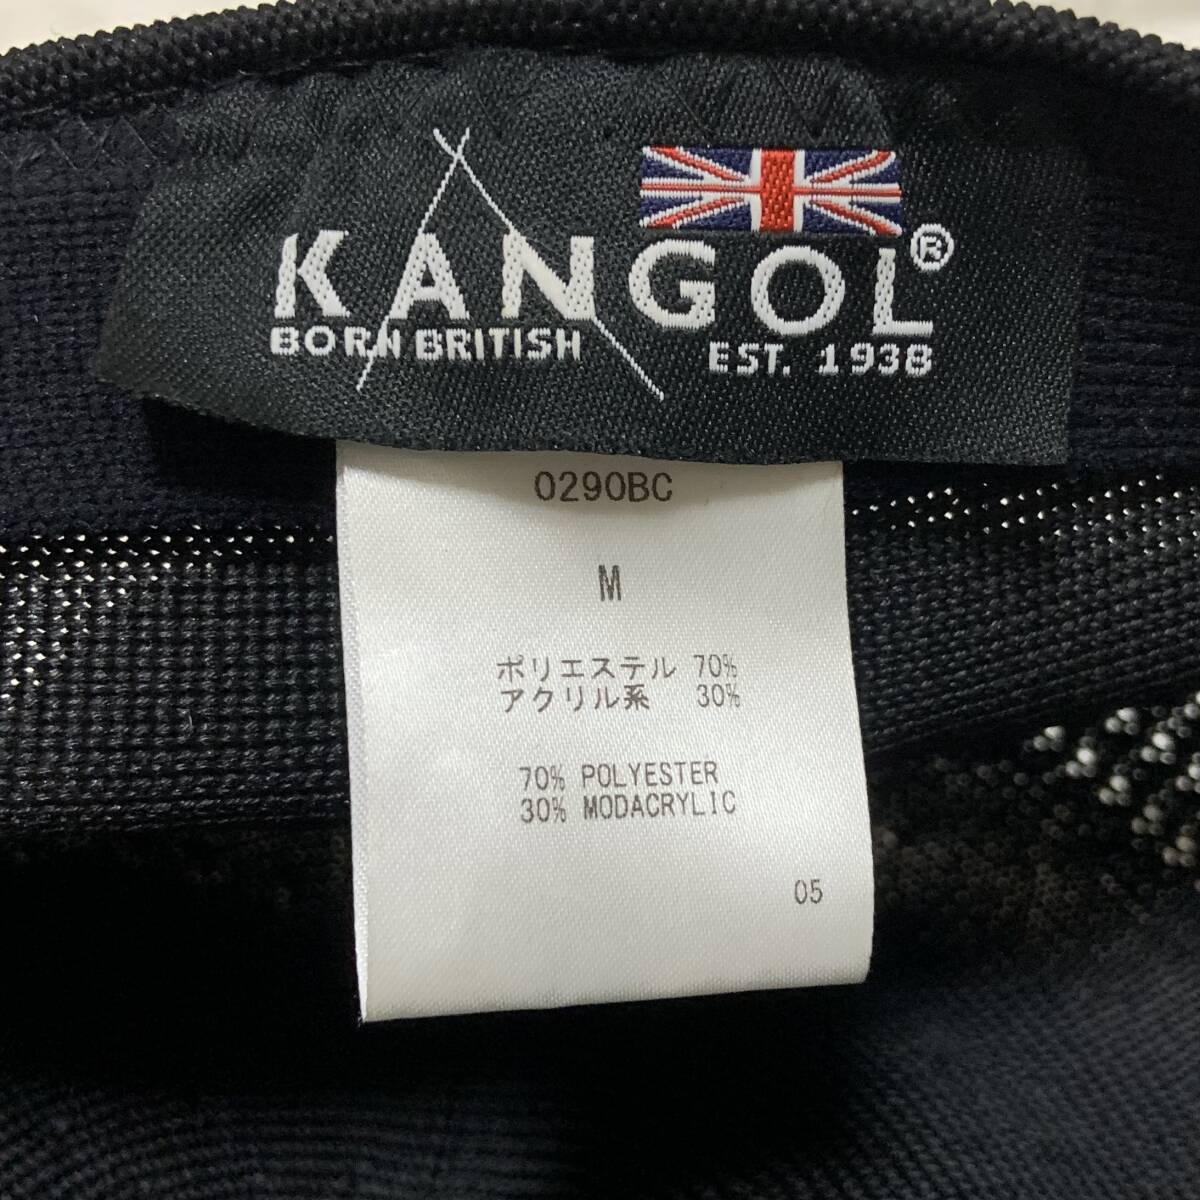 KANGOL®
BORN BRITISH
EST. 1938
0290BC
M
ポリエステル 70%
アクリル系 30%
70% POLYESTER
30% MODACRYLIC
05